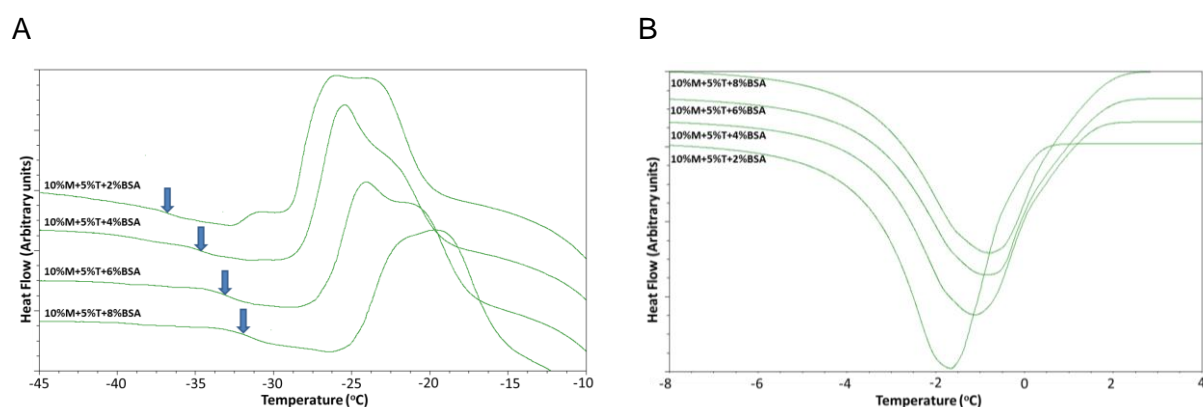 A
B
Heat Flow (Arbitrary units)
10%M+5%T+2%BSA
10%M+5%T+4%BSA
10%M+5%T+6%BSA
10%M+5%T+8%BSA
-45
-40
-35
-30
-25
-20
-15
-10
Temperature (°C)
Heat Flow (Arbitrary units)
10%M+5%T+8%BSA
10%M+5%T+6%BSA
10%M+5%T+4%BSA
10%M+5%T+2%BSA
-8
-6
-4
-2
0
2
4
Temperature (°C)